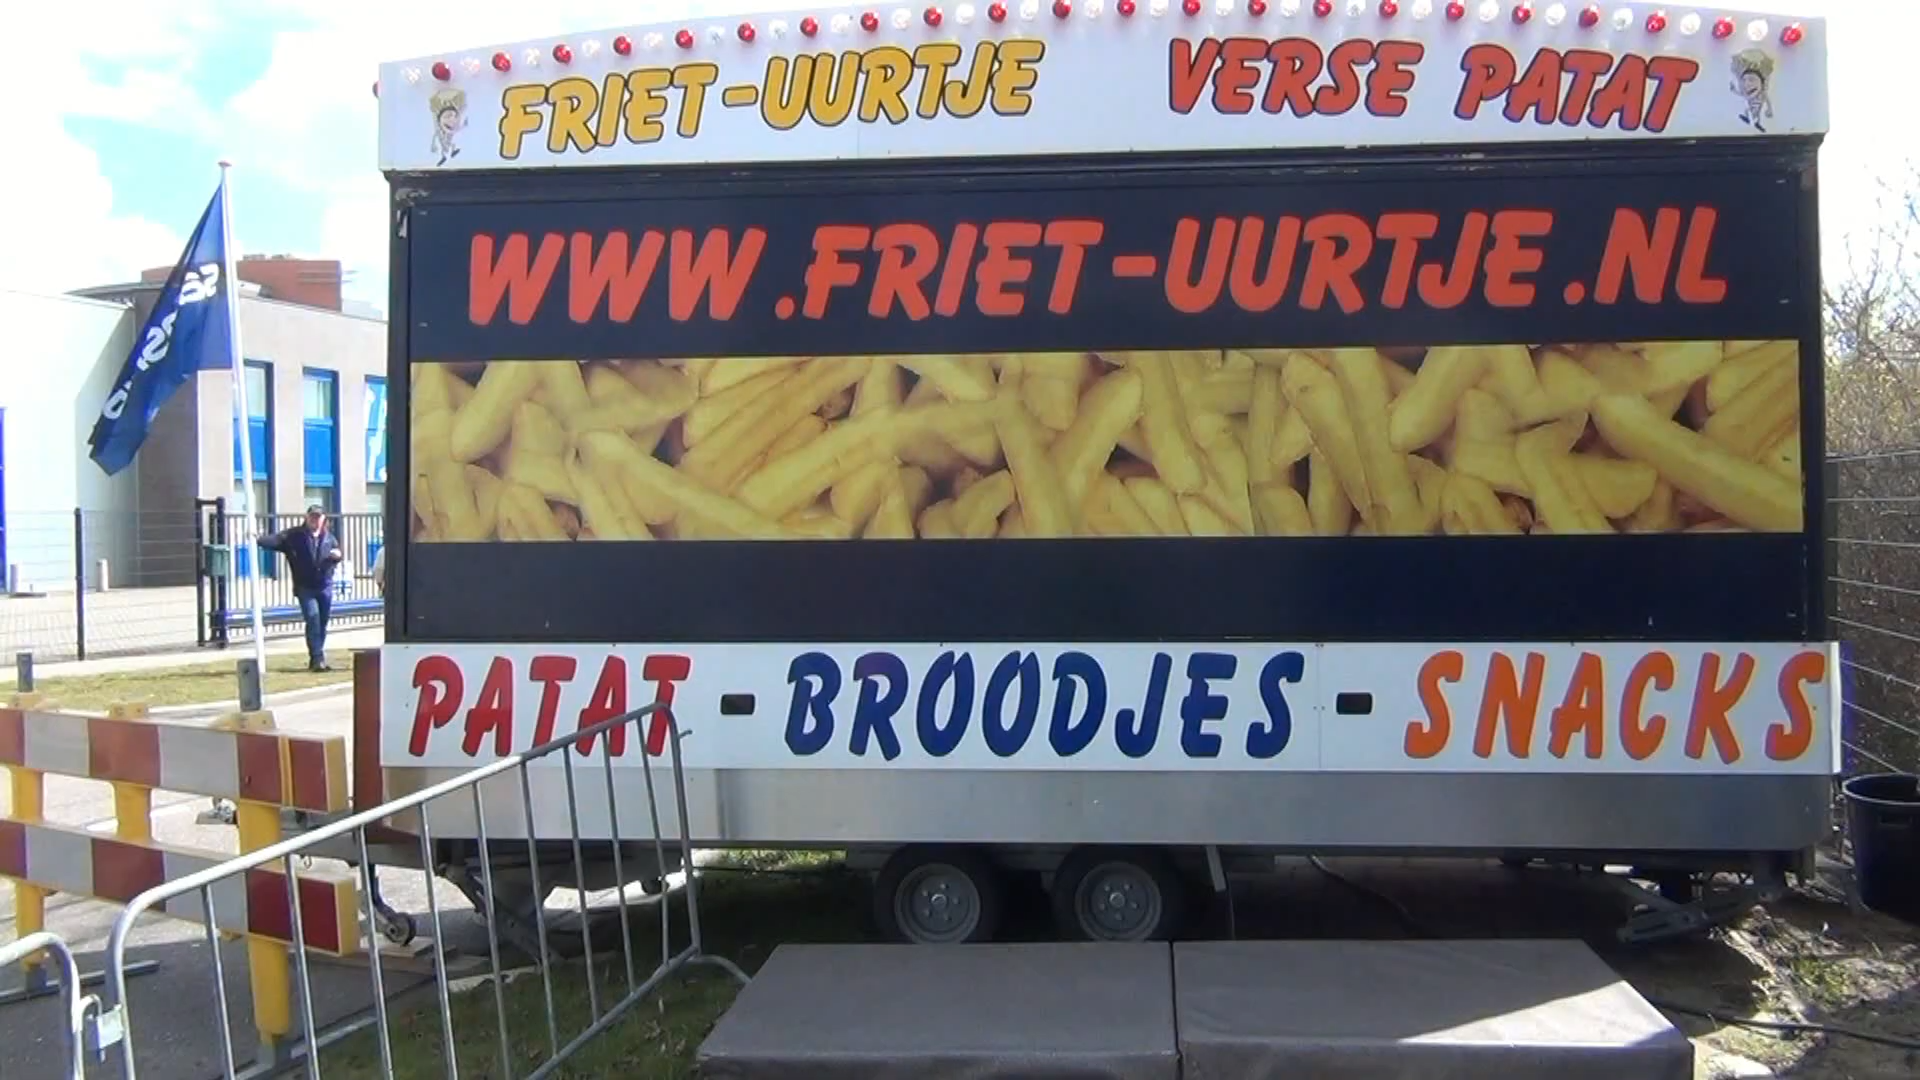 FRIET-UURTJE VERSE PATAT
WWW.FRIET-UURTJE.NL
PATAT - BROODJES - SNACKS